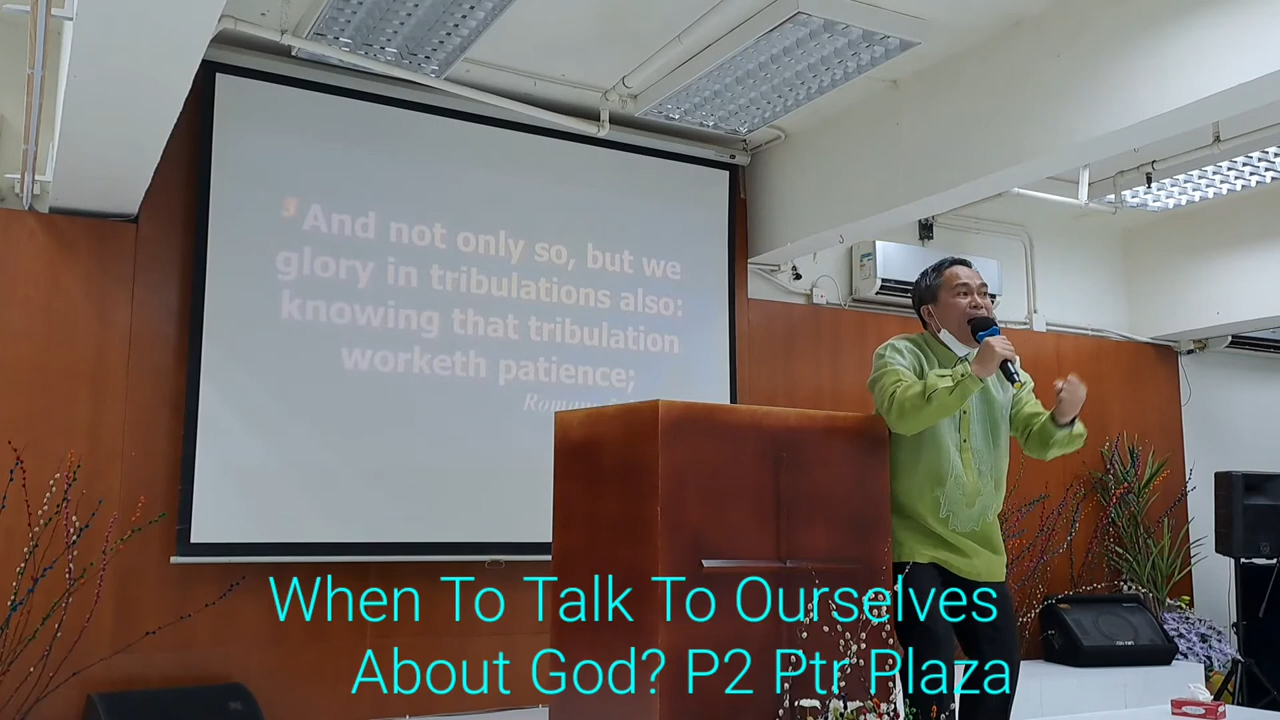 3 And not only so, but we
glory in tribulations also:
knowing that tribulation
worketh patience;
When To Talk To Ourselves
About God? P2 Ptr Plaza